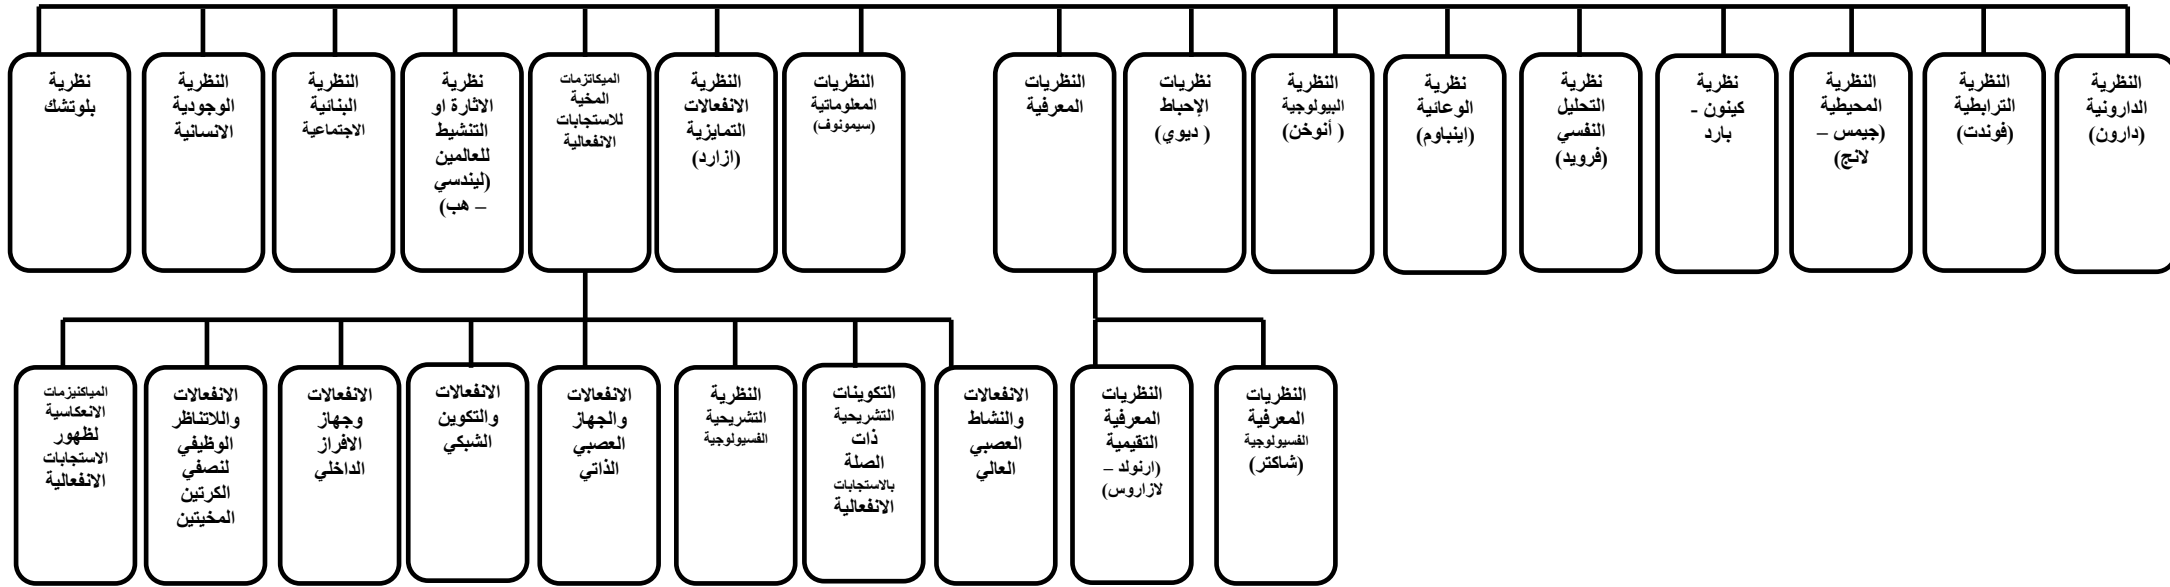 النظرية
الدارونية
(دارون)
النظرية
الترابطية
(فوندت)
النظرية
المحيطية
(جيمس –
لانج)
نظرية
كينون -
بارد
نظرية
التحليل
النفسي
(فرويد)
نظرية
الوعائية
(اينباوم)
النظرية
البيولوجية
( أنوخن)
نظريات
الإحباط
( ديوي)
النظريات
المعرفية
النظريات
المعلوماتية
(سيمونوف)
النظرية
الانفعالات
التمايزية
(ازارد)
الميكاتزمات
المخية
للاستجابات
الانفعالية
نظرية
الاثارة او
التنشيط
للعالمين
(ليندسي
– هب)
النظرية
البنائية
الاجتماعية
النظرية
الوجودية
الانسانية
نظرية
بلوتشك
النظريات
المعرفية
الفسيولوجية
(شاكتر)
النظريات
المعرفية
التقيمية
(ارنولد –
لازاروس)
الانفعالات
والنشاط
العصبي
العالي
التكوينات
التشريحية
ذات
الصلة
بالاستجابات
الانفعالية
النظرية
التشريحية
الفسيولوجية
الانفعالات
والجهاز
العصبي
الذاتي
الانفعالات
والتكوين
الشبكي
الانفعالات
وجهاز
الافراز
الداخلي
الانفعالات
واللاتناظر
الوظيفي
لنصفي
الكرتين
المخيتين
المياكنيزمات
الانعكاسية
لظهور
الاستجابات
الانفعالية